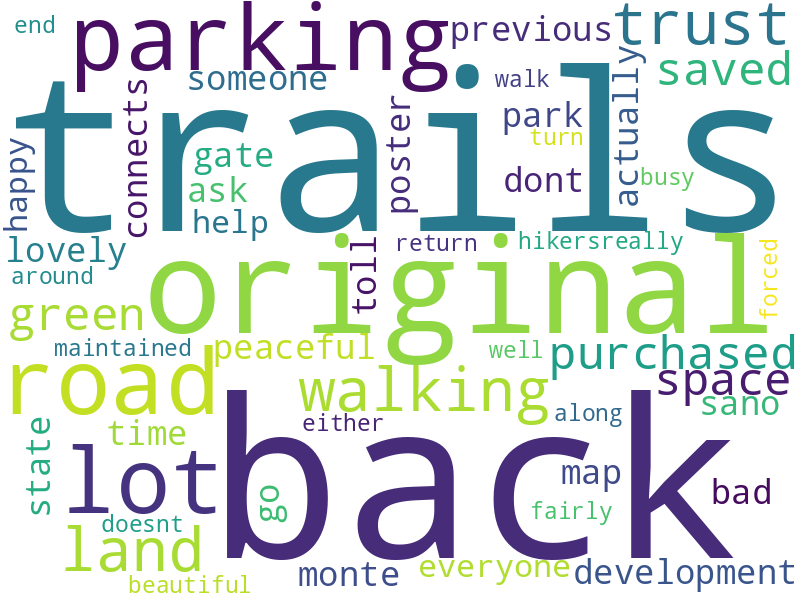 end
parking
previous
trust
someone
walk
saved
trails
connects
poster
park
actually
happy
gate
turn
ask
dont
busy
help
lovely
toll
return
hikersreally
around
original
forced
green
maintained
peaceful
well
purchased
road
walking
space
either
along
sano
state
time
lot
back
go
map
bad
doesnt
fairly
land
monte
everyone
development
beautiful